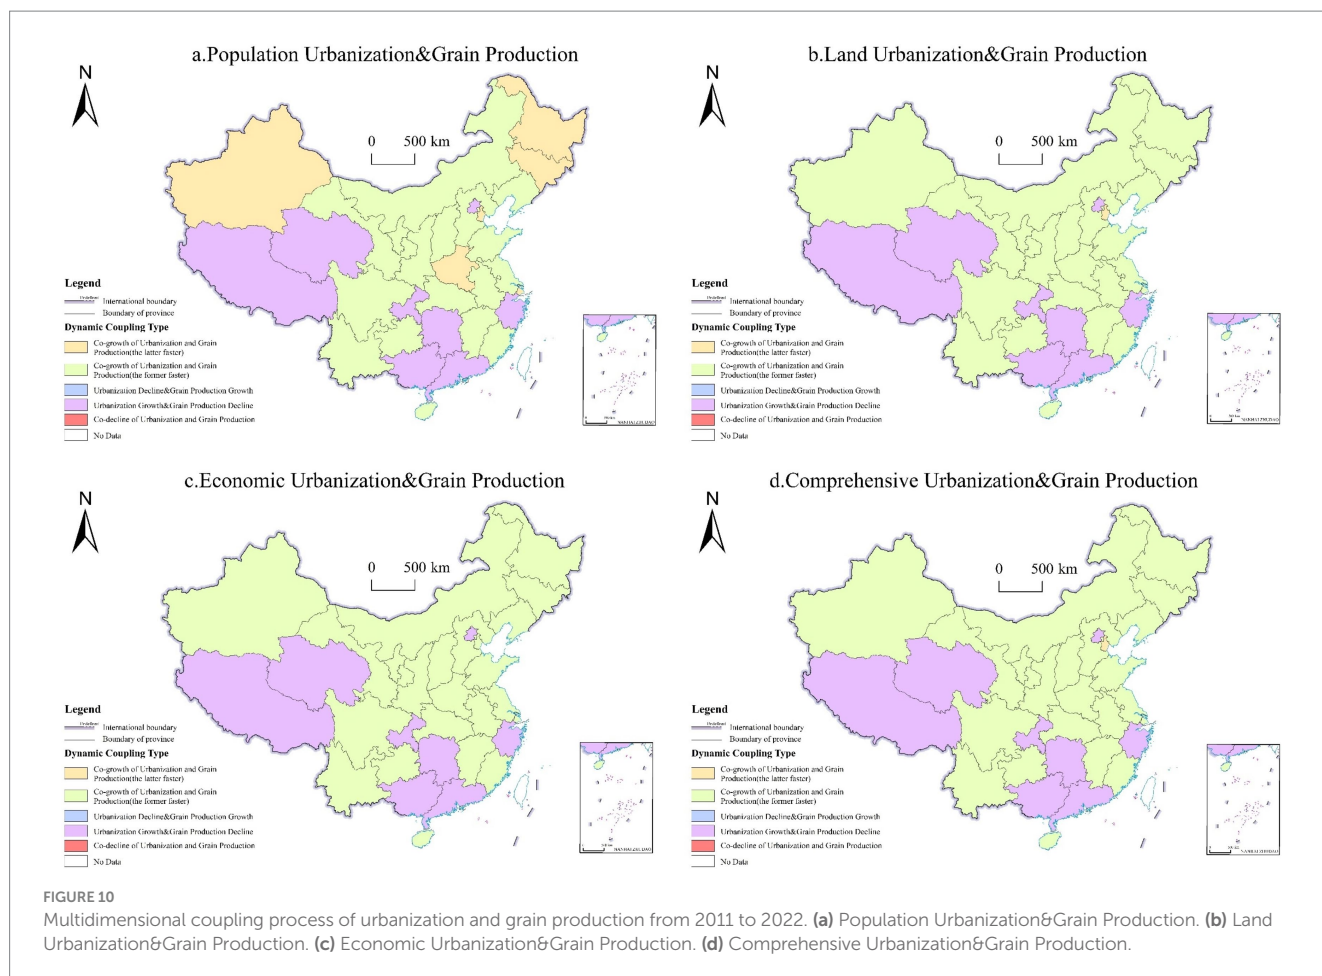 a.Population Urbanization&Grain Production
N
0 500 km
Legend
Undefined International boundary
Boundary of province
Dynamic Coupling Type
Co-growth of Urbanization and Grain
Production(the latter faster)
Co-growth of Urbanization and Grain
Production(the former faster)
Urbanization Decline&Grain Production Growth
Urbanization Growth&Grain Production Decline
Co-decline of Urbanization and Grain Production
No Data
b.Land Urbanization&Grain Production
N
0 500 km
Legend
Undefined International boundary
Boundary of province
Dynamic Coupling Type
Co-growth of Urbanization and Grain
Production(the latter faster)
Co-growth of Urbanization and Grain
Production(the former faster)
Urbanization Decline&Grain Production Growth
Urbanization Growth&Grain Production Decline
Co-decline of Urbanization and Grain Production
No Data
c.Economic Urbanization&Grain Production
N
0 500 km
Legend
Undefined International boundary
Boundary of province
Dynamic Coupling Type
Co-growth of Urbanization and Grain
Production(the latter faster)
Co-growth of Urbanization and Grain
Production(the former faster)
Urbanization Decline&Grain Production Growth
Urbanization Growth&Grain Production Decline
Co-decline of Urbanization and Grain Production
No Data
d.Comprehensive Urbanization&Grain Production
N
0 500 km
Legend
Undefined International boundary
Boundary of province
Dynamic Coupling Type
Co-growth of Urbanization and Grain
Production(the latter faster)
Co-growth of Urbanization and Grain
Production(the former faster)
Urbanization Decline&Grain Production Growth
Urbanization Growth&Grain Production Decline
Co-decline of Urbanization and Grain Production
No Data
FIGURE 10
Multidimensional coupling process of urbanization and grain production from 2011 to 2022. (a) Population Urbanization&Grain Production. (b) Land
Urbanization&Grain Production. (c) Economic Urbanization&Grain Production. (d) Comprehensive Urbanization&Grain Production.